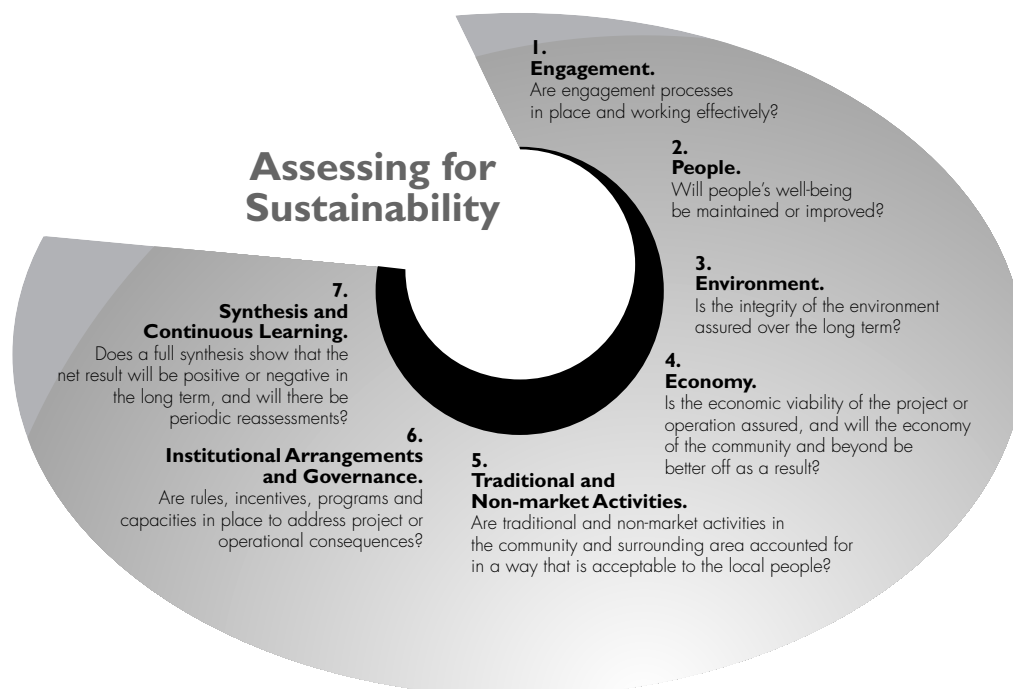 Assessing for
Sustainability
1.
Engagement.
Are engagement processes
in place and working effectively?
2.
People.
Will people’s well-being
be maintained or improved?
3.
Environment.
Is the integrity of the environment
assured over the long term?
4.
Economy.
Is the economic viability of the project or
operation assured, and will the economy
of the community and beyond be
better off as a result?
5.
Traditional and
Non-market Activities.
Are traditional and non-market activities in
the community and surrounding area accounted for
in a way that is acceptable to the local people?
6.
Institutional Arrangements
and Governance.
Are rules, incentives, programs and
capacities in place to address project or
operational consequences?
7.
Synthesis and
Continuous Learning.
Does a full synthesis show that the
net result will be positive or negative in
the long term, and will there be
periodic reassessments?